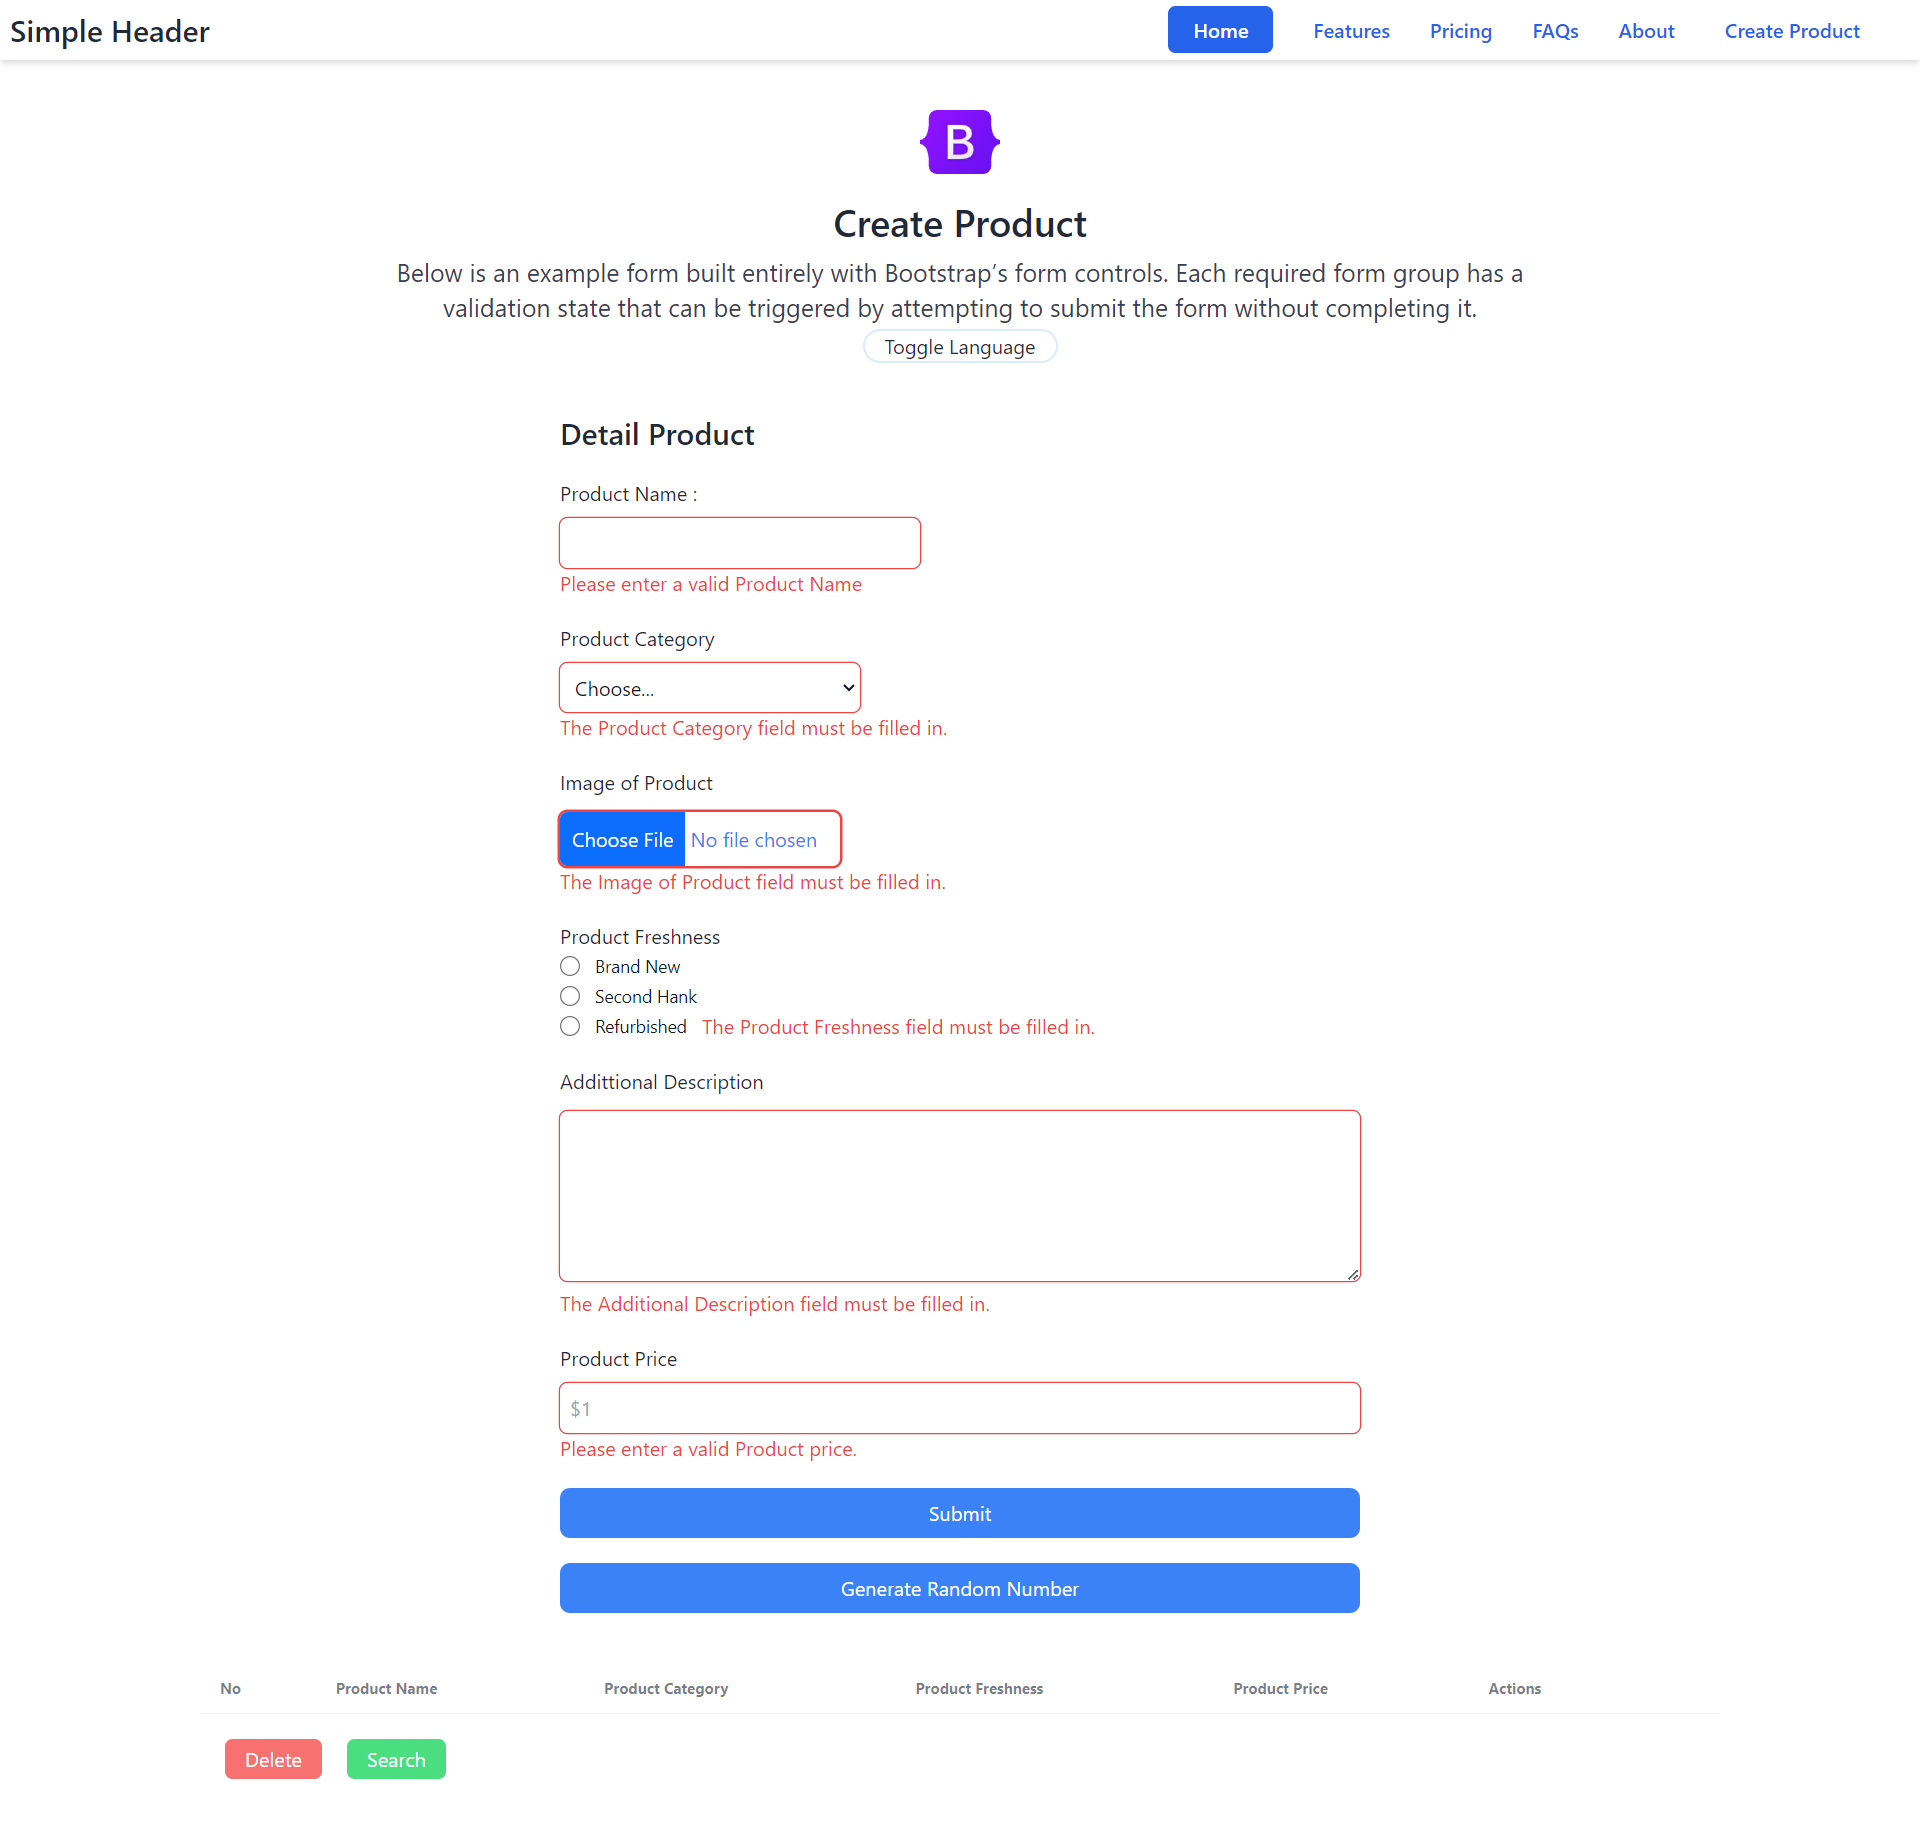 Simple Header
Home Features Pricing FAQs About Create Product
B
Create Product
Below is an example form built entirely with Bootstrap’s form controls. Each required form group has a
validation state that can be triggered by attempting to submit the form without completing it.
Toggle Language
Detail Product
Product Name :
Please enter a valid Product Name
Product Category
Choose...
The Product Category field must be filled in.
Image of Product
Choose File No file chosen
The Image of Product field must be filled in.
Product Freshness
Brand New
Second Hank
Refurbished The Product Freshness field must be filled in.
Addittional Description
The Additional Description field must be filled in.
Product Price
$1
Please enter a valid Product price.
Submit
Generate Random Number
No Product Name Product Category Product Freshness Product Price Actions
Delete Search